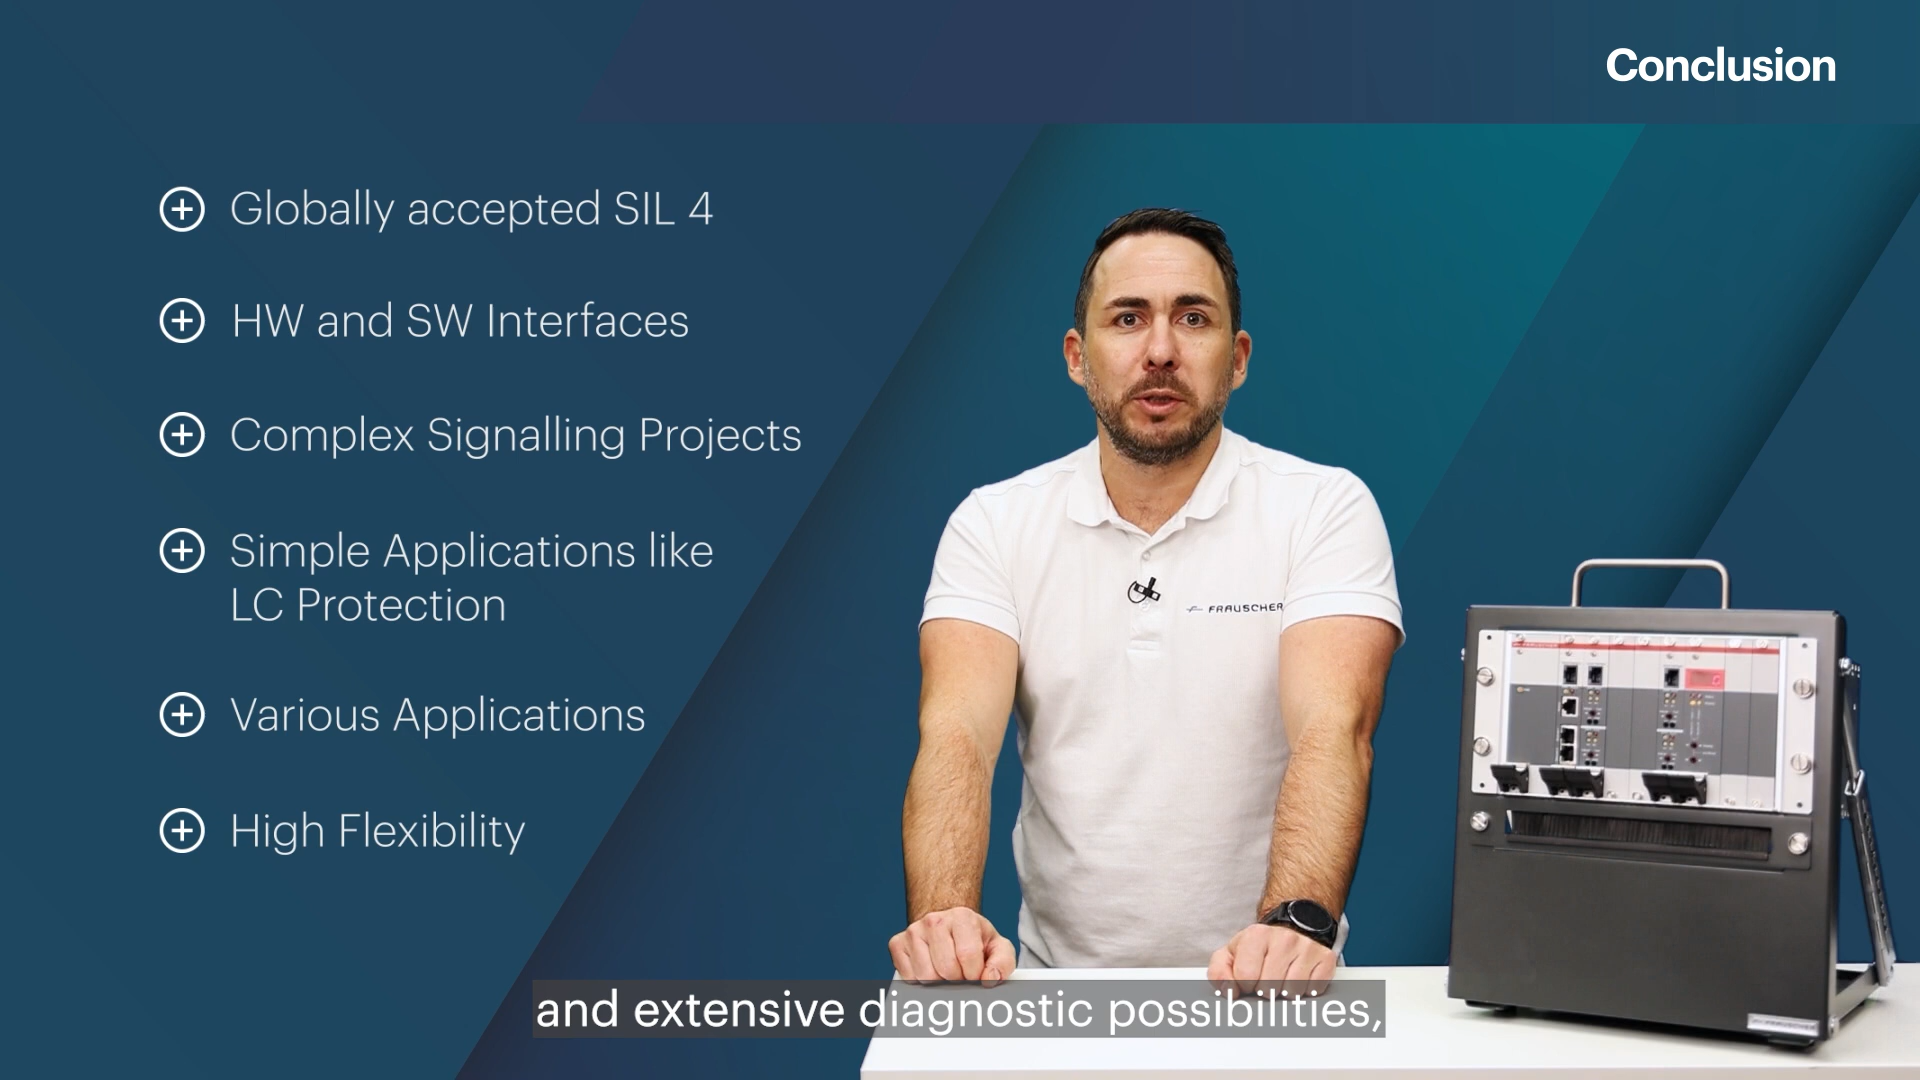 Conclusion
Globally accepted SIL 4
HW and SW Interfaces
Complex Signalling Projects
Simple Applications like
LC Protection
Various Applications
High Flexibility
FRAUSCHER
and extensive diagnostic possibilities,